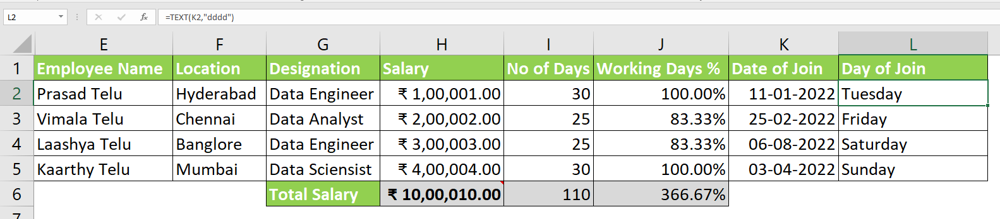 L2 fx =TEXT(K2,"dddd")
E F G H I J K L
1 Employee Name Location Designation Salary No of Days Working Days % Date of Join Day of Join
2 Prasad Telu Hyderabad Data Engineer ₹ 1,00,001.00 30 100.00% 11-01-2022 Tuesday
3 Vimala Telu Chennai Data Analyst ₹ 2,00,002.00 25 83.33% 25-02-2022 Friday
4 Laashya Telu Banglore Data Engineer ₹ 3,00,003.00 25 83.33% 06-08-2022 Saturday
5 Kaarthy Telu Mumbai Data Sciensist ₹ 4,00,004.00 30 100.00% 03-04-2022 Sunday
6 Total Salary ₹ 10,00,010.00 110 366.67%
7